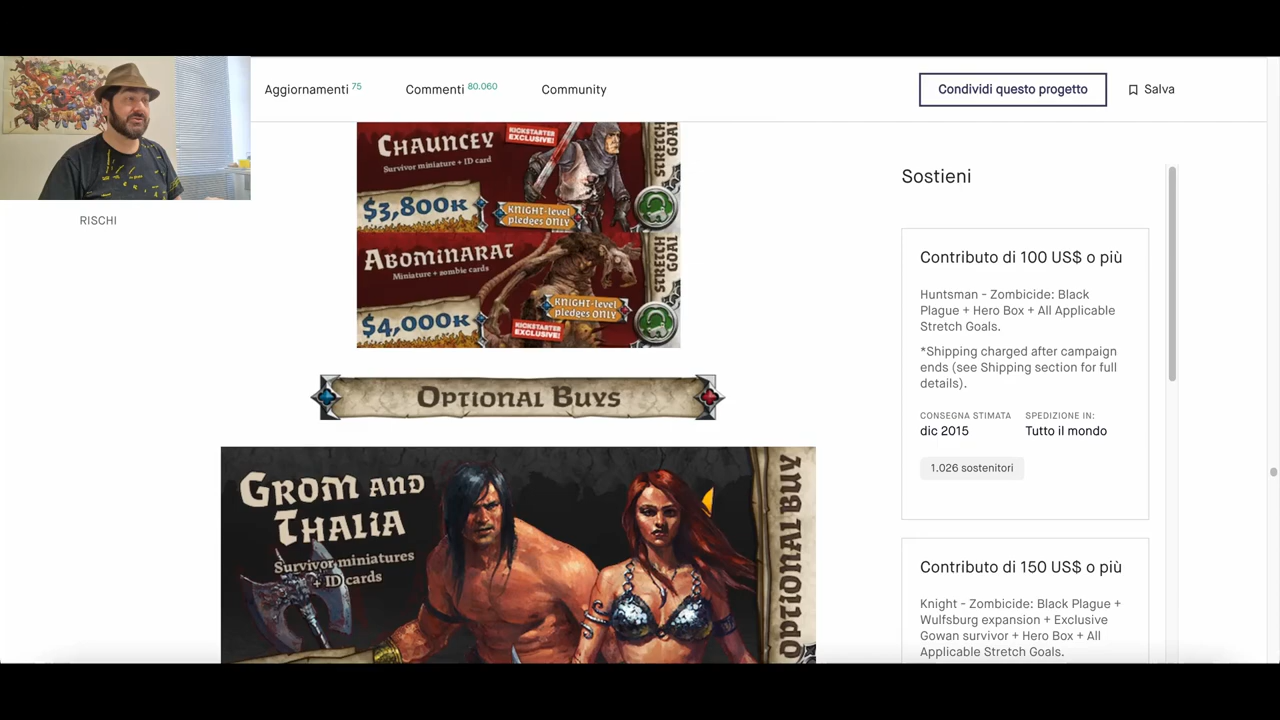 Aggiornamenti 75
Commenti 80.060
Community
Condividi questo progetto
Salva
RISCHI
CHAUNCEY
Survivor miniature + ID card
KICKSTARTER EXCLUSIVE!
$3,800K
KNIGHT-level
pledges ONLY
STRETCH GOAL
ABOMINARAT
Miniature + zombie cards
KNIGHT-level
pledges ONLY
$4,000K
KICKSTARTER EXCLUSIVE!
STRETCH GOAL
OPTIONAL BUYS
GROM AND
THALIA
Survivor miniatures
+ ID cards
OPTIONAL BUY
Sostieni
Contributo di 100 US$ o più
Huntsman - Zombicide: Black
Plague + Hero Box + All Applicable
Stretch Goals.
*Shipping charged after campaign
ends (see Shipping section for full
details).
CONSEGNA STIMATA
SPEDIZIONE IN:
dic 2015
Tutto il mondo
1.026 sostenitori
Contributo di 150 US$ o più
Knight - Zombicide: Black Plague +
Wulfsburg expansion + Exclusive
Gowan survivor + Hero Box + All
Applicable Stretch Goals.